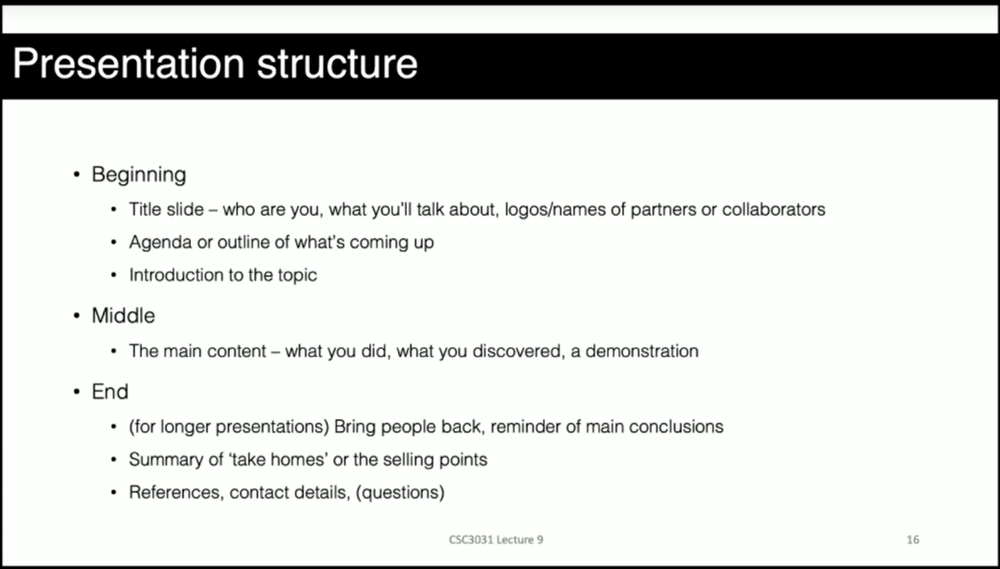 Presentation structure
• Beginning
• Title slide – who are you, what you'll talk about, logos/names of partners or collaborators
• Agenda or outline of what's coming up
• Introduction to the topic
• Middle
• The main content – what you did, what you discovered, a demonstration
• End
• (for longer presentations) Bring people back, reminder of main conclusions
• Summary of ‘take homes’ or the selling points
• References, contact details, (questions)
CSC3031 Lecture 9
16